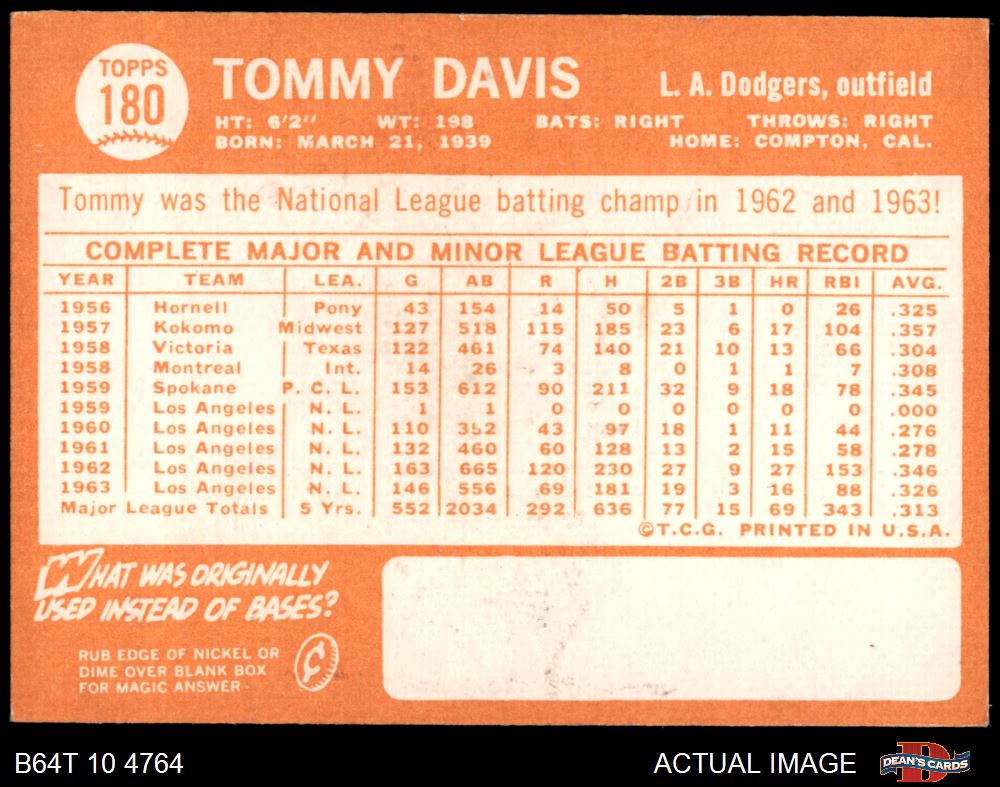 TOPPS
180
TOMMY DAVIS
L. A. Dodgers, outfield
HT: 6'2" WT: 198 BATS: RIGHT THROWS: RIGHT
BORN: MARCH 21, 1939 HOME: COMPTON, CAL.
Tommy was the National League batting champ in 1962 and 1963!
COMPLETE MAJOR AND MINOR LEAGUE BATTING RECORD
YEAR TEAM LEA. G AB R H 2B 3B HR RBI AVG.
1956 Hornell Pony 43 154 14 50 5 1 0 26 .325
1957 Kokomo Midwest 127 518 115 185 23 6 17 104 .357
1958 Victoria Texas 122 461 74 140 21 10 13 66 .304
1958 Montreal Int. 14 26 3 8 0 1 1 7 .308
1959 Spokane P. C. L. 153 612 90 211 32 9 18 78 .345
1959 Los Angeles N. L. 1 1 0 0 0 0 0 0 .000
1960 Los Angeles N. L. 110 352 43 97 18 1 11 44 .276
1961 Los Angeles N. L. 132 460 60 128 13 2 15 58 .278
1962 Los Angeles N. L. 163 665 120 230 27 9 27 153 .346
1963 Los Angeles N. L. 146 556 69 181 19 3 16 88 .326
Major League Totals 5 Yrs. 552 2034 292 636 77 15 69 343 .313
©T.C.G. PRINTED IN U.S.A.
WHAT WAS ORIGINALLY
USED INSTEAD OF BASES?
RUB EDGE OF NICKEL OR
DIME OVER BLANK BOX
FOR MAGIC ANSWER
¢
B64T 10 4764
ACTUAL IMAGE
DEAN'S CARDS